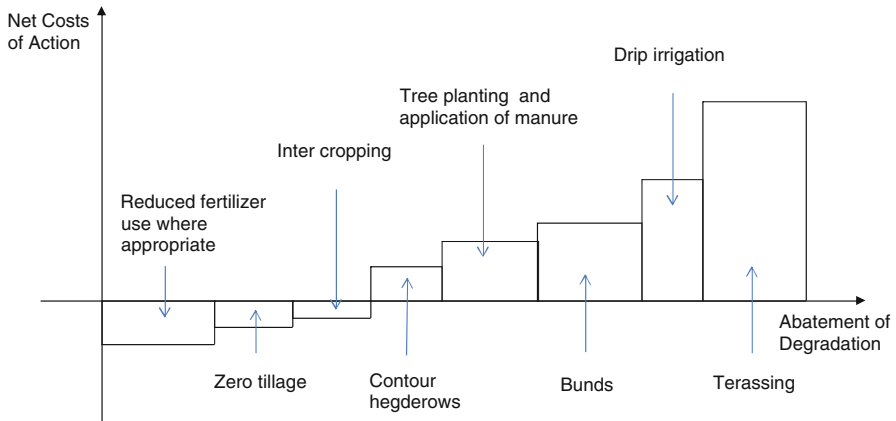 Net Costs
of Action
Drip irrigation
Tree planting and
application of manure
Inter cropping
Reduced fertilizer
use where
appropriate
Abatement of
Degradation
Zero tillage
Contour
hegderows
Bunds
Terassing